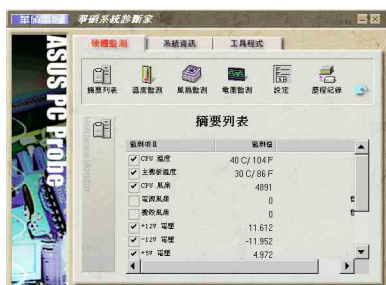 華碩電腦
華碩系統診斷家
硬體監測 系統資訊 工具程式
ASUS PC Probe
摘要列表 溫度監測 風扇監測 電壓監測 設定 歷程紀錄
Hardware Monitor
摘要列表
監測項目 監測值
CPU 溫度 40 C/ 104 F
主機板溫度 30 C/ 86 F
CPU 風扇 4891
電源風扇 0
機殼風扇 0
+12V 電壓 11.612
-12V 電壓 -11.952
+5V 電壓 4.972